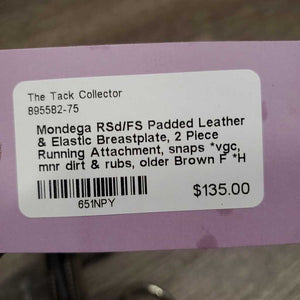 The Tack Collector
895582-75
Mondega RSd/FS Padded Leather
& Elastic Breastplate, 2 Piece
Running Attachment, snaps *vgc,
mnr dirt & rubs, older Brown F *H
$135.00
651NPY